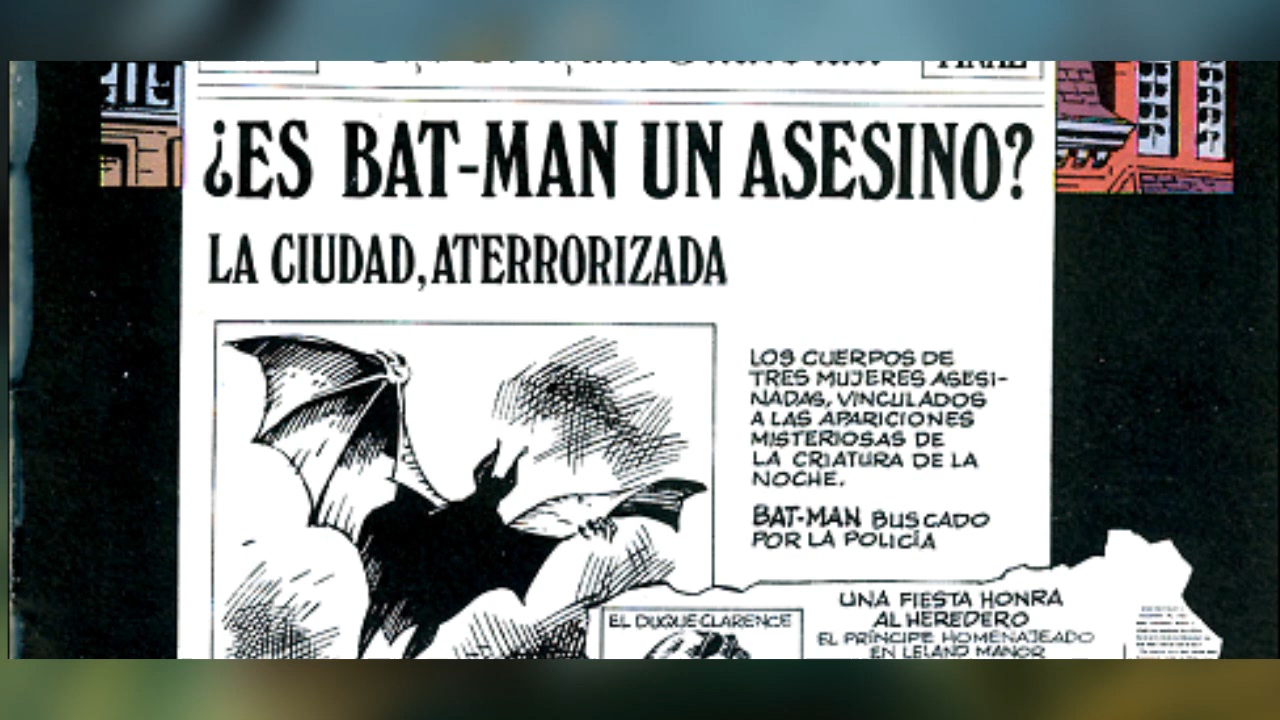 ¿ES BAT-MAN UN ASESINO?
LA CIUDAD, ATERRORIZADA
LOS CUERPOS DE
TRES MUJERES ASESI-
NADAS, VINCULADOS
A LAS APARICIONES
MISTERIOSAS DE
LA CRIATURA DE LA
NOCHE.
BAT-MAN BUSCADO
POR LA POLICÍA
EL DUQUE CLARENCE
UNA FIESTA HONRA
AL HEREDERO
EL PRÍNCIPE HOMENAJEADO
EN LELAND MANOR